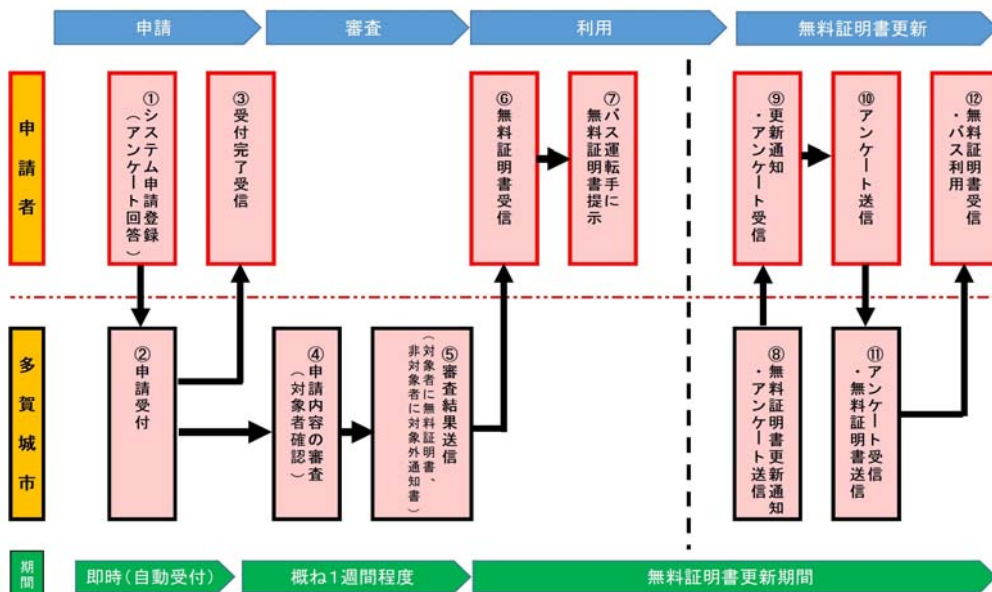 申請
審査
利用
無料証明書更新
申請者
①システム申請登録
(アンケート回答)
③受付完了受信
⑥無料証明書受信
⑦バス運転手に
無料証明書提示
⑨更新通知
・アンケート受信
⑩アンケート送信
⑫無料証明書受信
・バス利用
多賀城市
②申請受付
④申請内容の審査
(対象者確認)
⑤審査結果送信
(対象者に無料証明書、
非対象者に対象外通知書)
⑧無料証明書更新通知
・アンケート送信
⑪アンケート受信
・無料証明書送信
期間
即時(自動受付)
概ね1週間程度
無料証明書更新期間